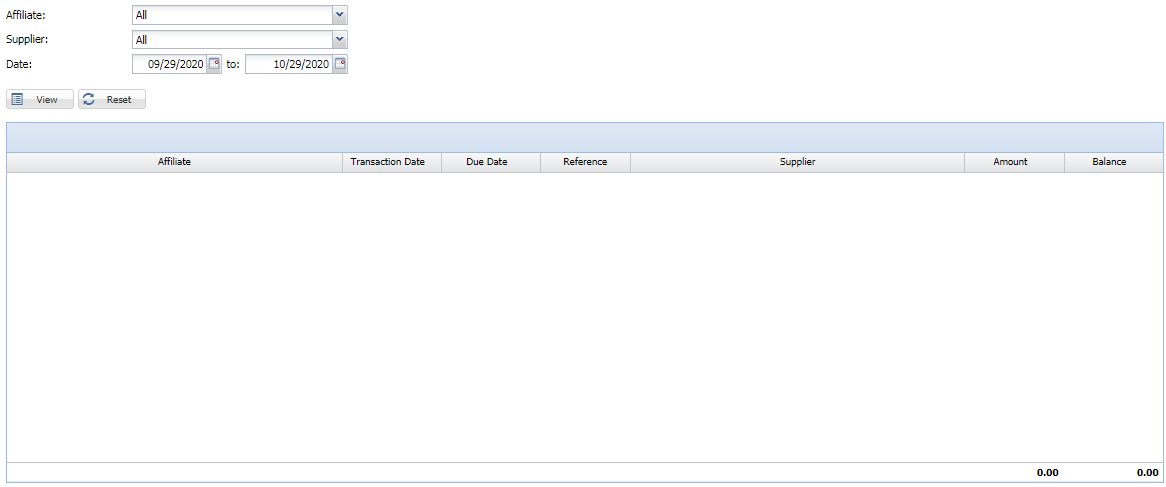 Affiliate: All
Supplier: All
Date: 09/29/2020 to: 10/29/2020
View Reset
Affiliate Transaction Date Due Date Reference Supplier Amount Balance
0.00 0.00